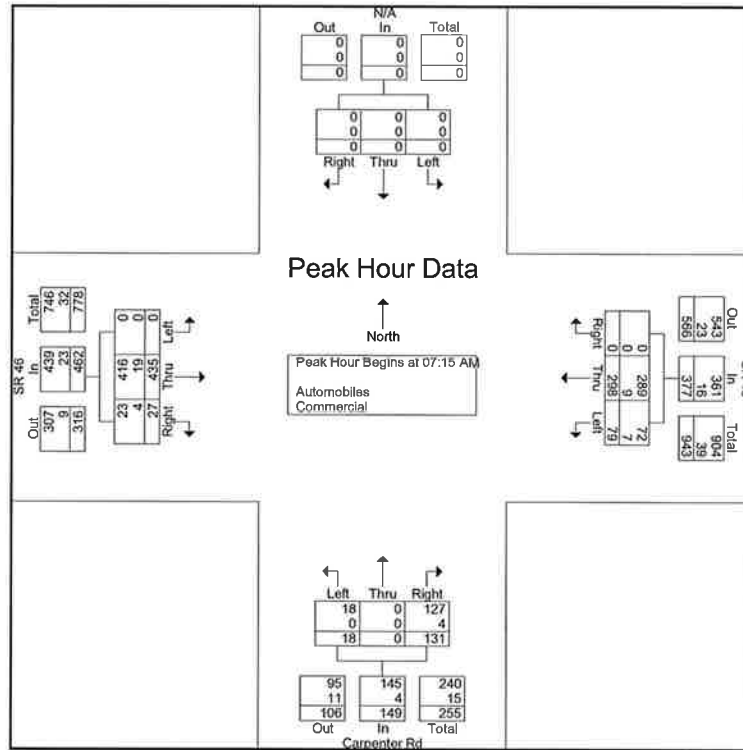 N/A
Out In Total
0 0 0
0 0 0
0 0 0
0 0 0
0 0 0
0 0 0
Right Thru Left
Peak Hour Data
North
Peak Hour Begins at 07:15 AM
Automobiles
Commercial
SR 46
Out In Total
307 439 746
9 23 32
316 462 778
Left Thru Right
0 416 23
0 19 4
0 435 27
Right Thru Left
0 289 72
0 9 7
0 298 79
Out In Total
543 361 904
23 16 39
566 377 943
Left Thru Right
18 0 127
0 0 4
18 0 131
95 145 240
11 4 15
106 149 255
Out In Total
Carpenter Rd